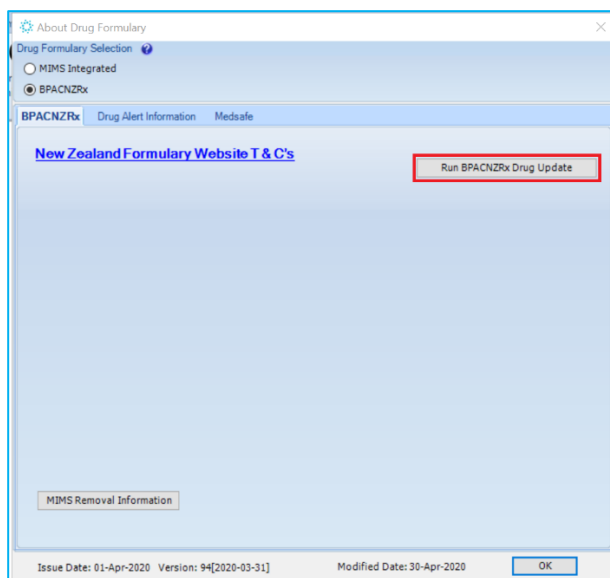 About Drug Formulary
Drug Formulary Selection ?
MIMS Integrated
BPACNZRx
BPACNZRx Drug Alert Information Medsafe
New Zealand Formulary Website T & C's
Run BPACNZRx Drug Update
MIMS Removal Information
Issue Date: 01-Apr-2020 Version: 94[2020-03-31] Modified Date: 30-Apr-2020 OK